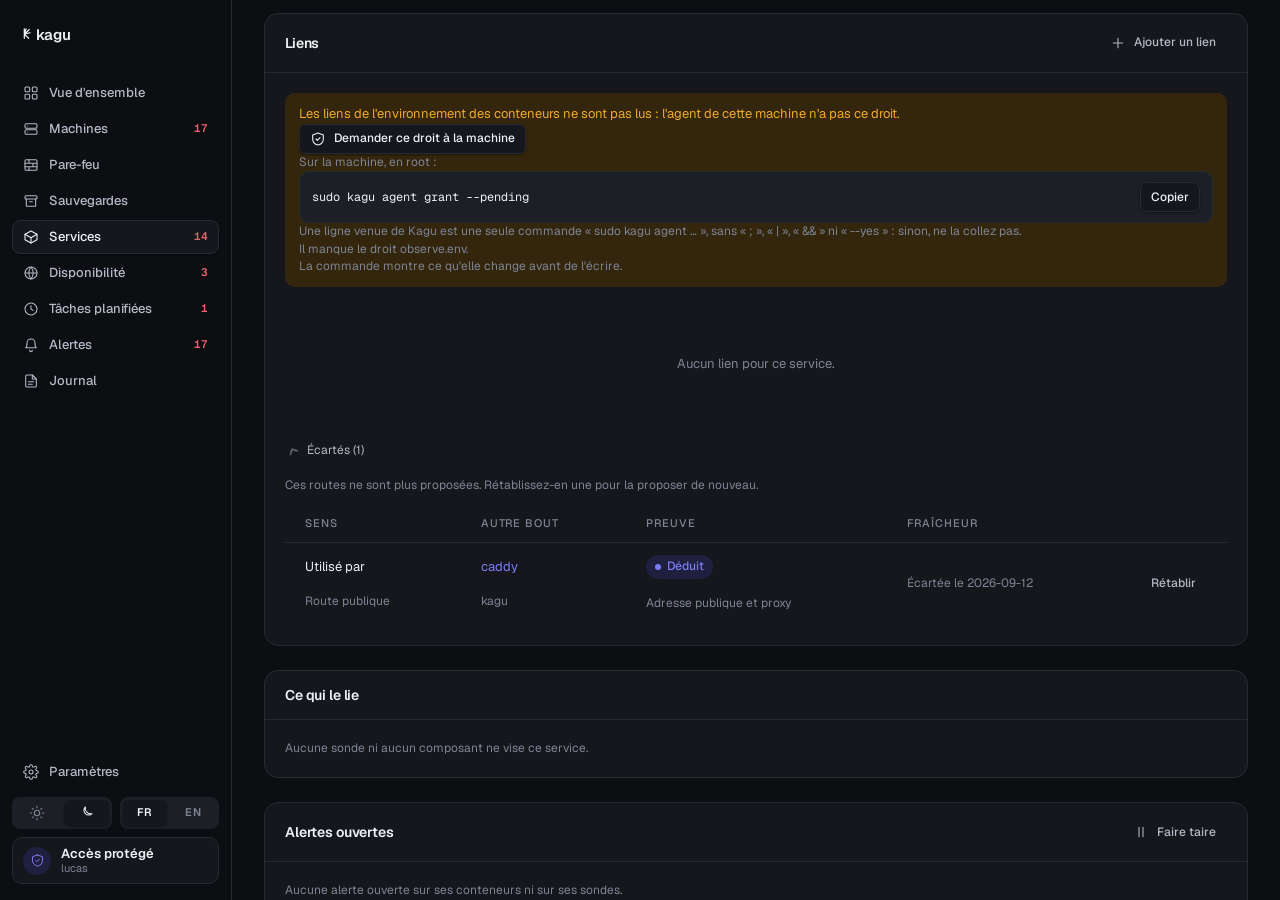 kagu
Vue d'ensemble
Machines 17
Pare-feu
Sauvegardes
Services 14
Disponibilité 3
Tâches planifiées 1
Alertes 17
Journal
Paramètres
FR EN
Accès protégé
lucas
Liens
Ajouter un lien
Les liens de l'environnement des conteneurs ne sont pas lus : l'agent de cette machine n'a pas ce droit.
Demander ce droit à la machine
Sur la machine, en root :
sudo kagu agent grant --pending
Copier
Une ligne venue de Kagu est une seule commande « sudo kagu agent … », sans « ; », « | », « && » ni « --yes » : sinon, ne la collez pas.
Il manque le droit observe.env.
La commande montre ce qu'elle change avant de l'écrire.
Aucun lien pour ce service.
Écartés (1)
Ces routes ne sont plus proposées. Rétablissez-en une pour la proposer de nouveau.
SENS AUTRE BOUT PREUVE FRAÎCHEUR
Utilisé par caddy Déduit
Écartée le 2026-09-12 Rétablir
Route publique kagu Adresse publique et proxy
Ce qui le lie
Aucune sonde ni aucun composant ne vise ce service.
Alertes ouvertes
Faire taire
Aucune alerte ouverte sur ses conteneurs ni sur ses sondes.